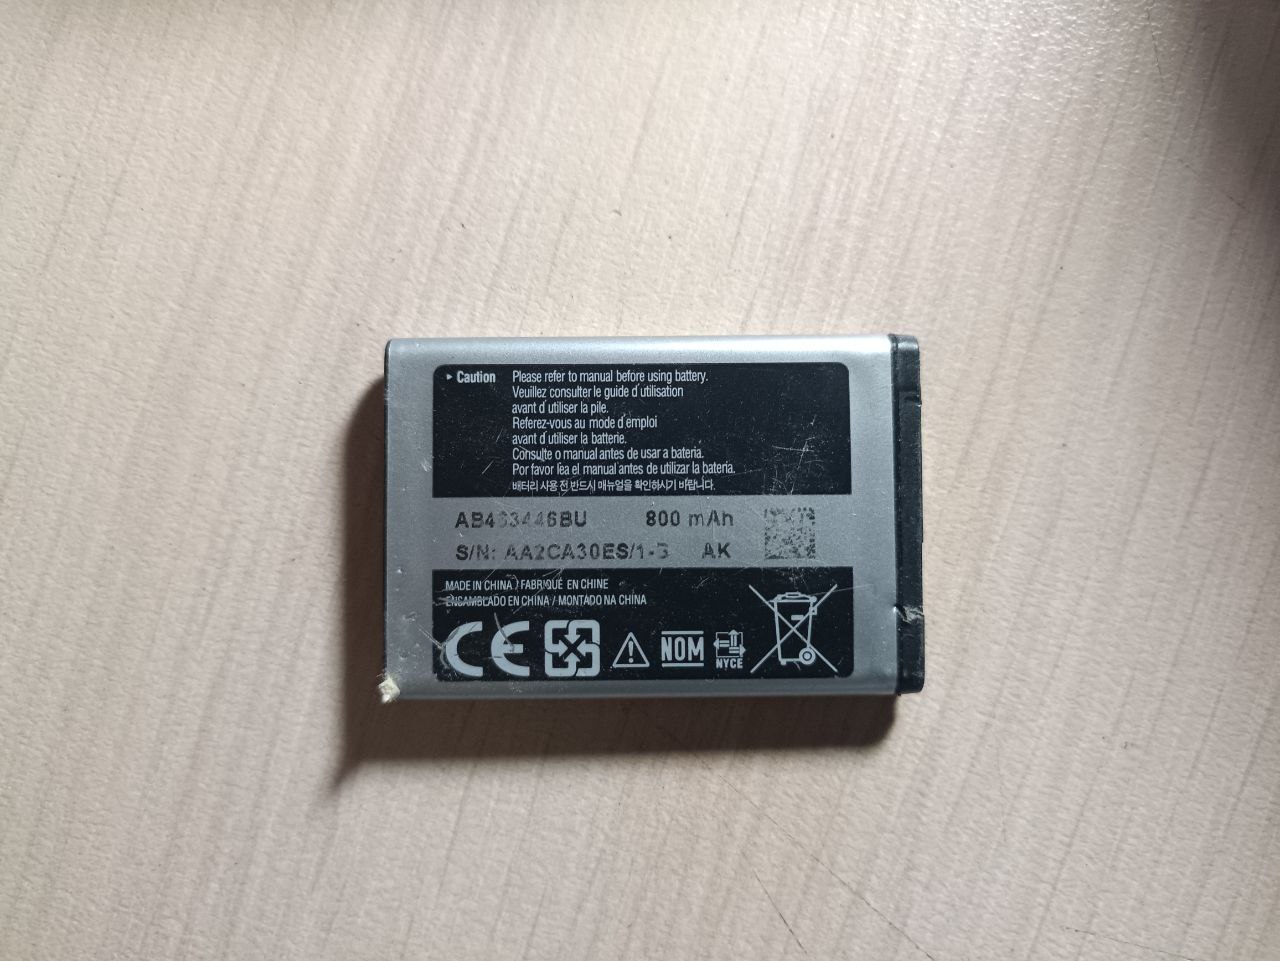 ▸ Caution Please refer to manual before using battery.
Veuillez consulter le guide d'utilisation
avant d'utiliser la pile.
Referez-vous au mode d'emploi
avant d'utiliser la batterie.
Consulte o manual antes de usar a bateria.
Por favor lea el manual antes de utilizar la batería.
배터리 사용 전 반드시 매뉴얼을 확인하시기 바랍니다.
AB463446BU 800 mAh
S/N: AA2CA30ES/1-B AK
MADE IN CHINA / FABRIQUÉ EN CHINE
ENSAMBLADO EN CHINA / MONTADO NA CHINA
CE NOM NYCE